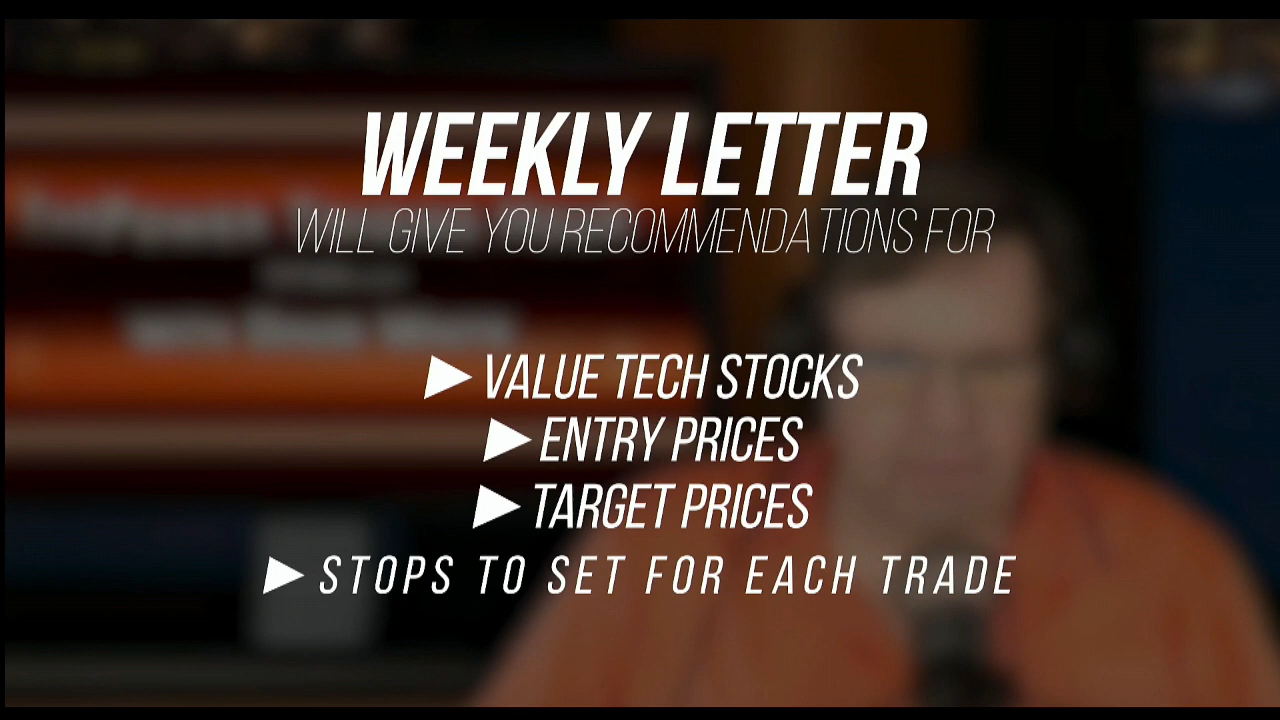 WEEKLY LETTER
WILL GIVE YOU RECOMMENDATIONS FOR
► VALUE TECH STOCKS
► ENTRY PRICES
► TARGET PRICES
► STOPS TO SET FOR EACH TRADE